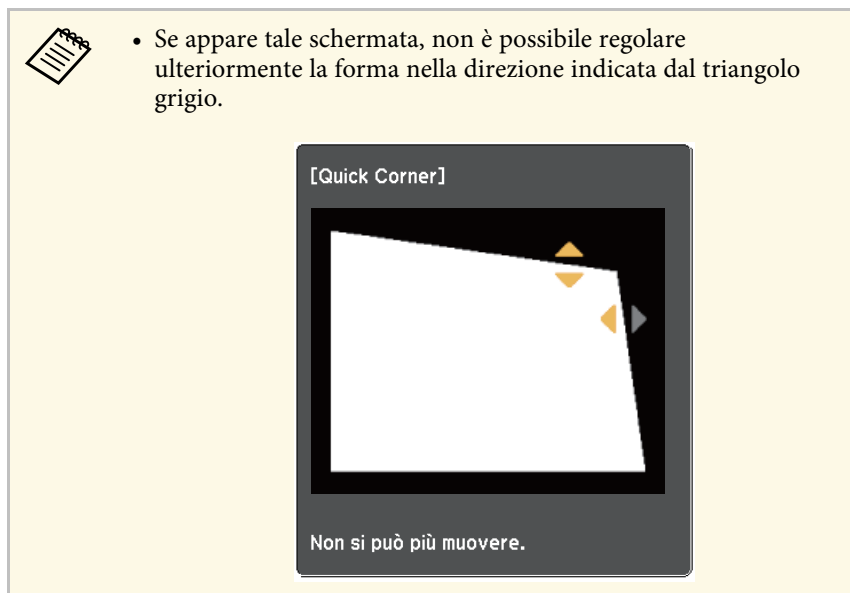 • Se appare tale schermata, non è possibile regolare
ulteriormente la forma nella direzione indicata dal triangolo
grigio.
[Quick Corner]
Non si può più muovere.